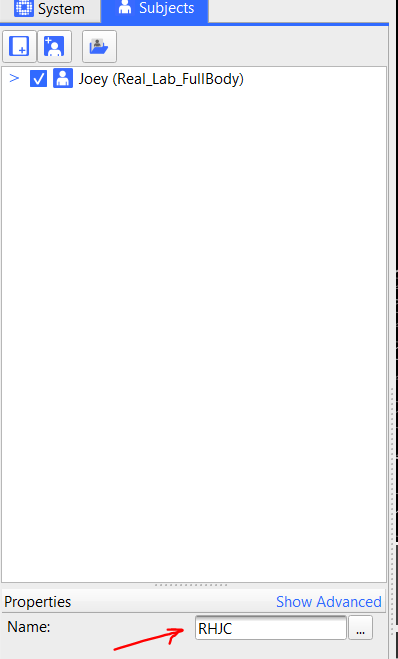 System
Subjects
> Joey (Real_Lab_FullBody)
Properties
Show Advanced
Name:
RHJC
...